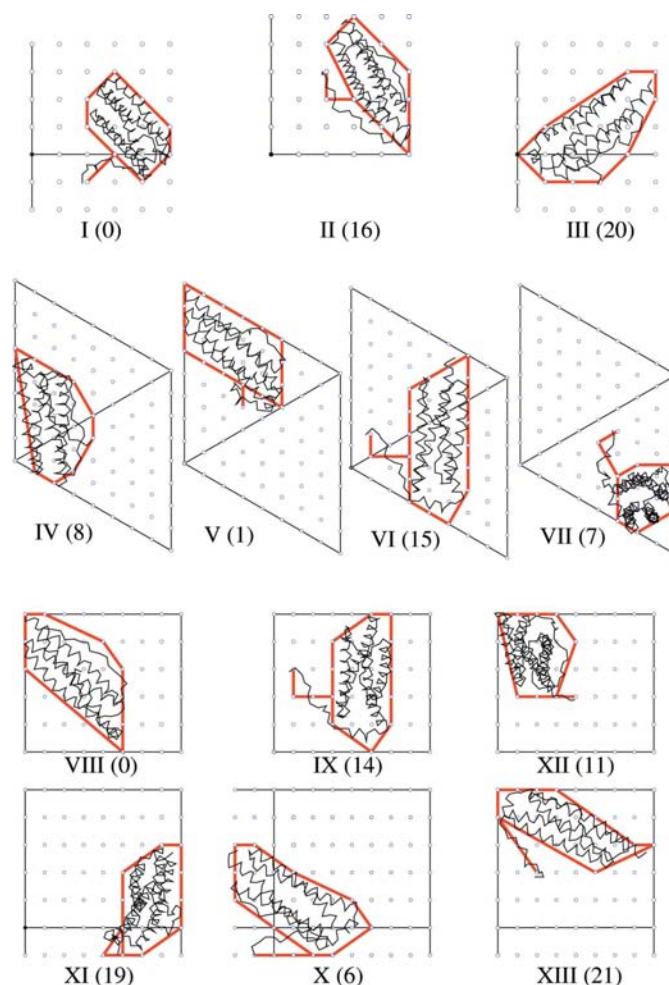 I (0) II (16) III (20)
IV (8) V (1) VI (15) VII (7)
VIII (0) IX (14) XII (11)
XI (19) X (6) XIII (21)